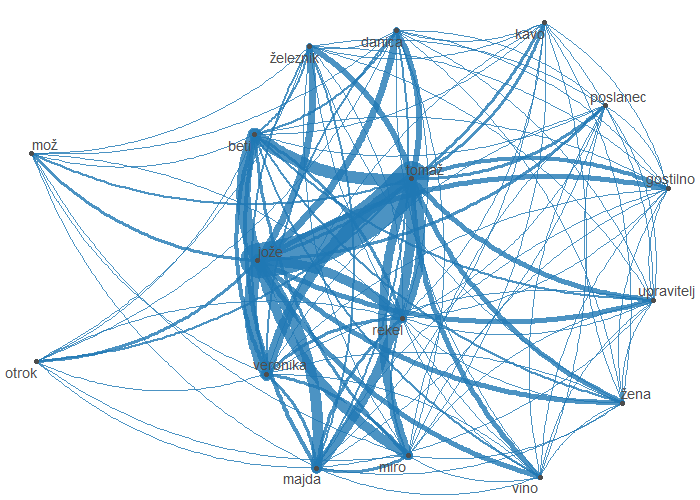 kavo
danica
železnik
poslanec
mož
beti
tomaž
gostilno
jože
upravitelj
rekel
veronika
otrok
žena
miro
majda
vino